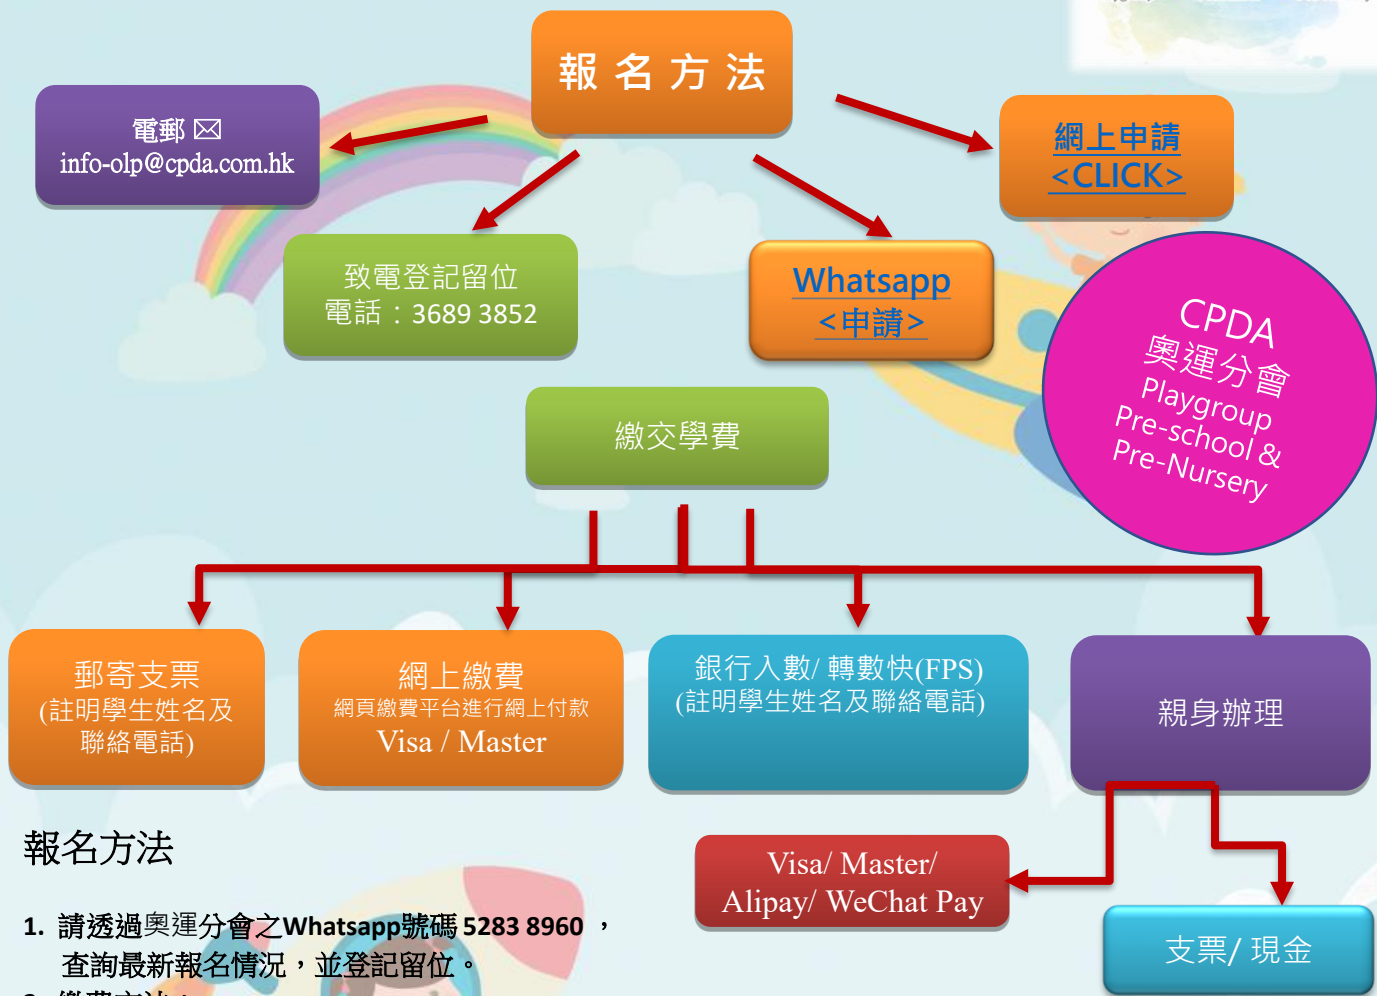 報名方法
電郵 ✉
info-olp@cpda.com.hk
網上申請
<CLICK>
致電登記留位
電話：3689 3852
Whatsapp
<申請>
CPDA
奧運分會
Playgroup
Pre-school &
Pre-Nursery
繳交學費
郵寄支票
(註明學生姓名及
聯絡電話)
網上繳費
網頁繳費平台進行網上付款
Visa / Master
銀行入數/ 轉數快(FPS)
(註明學生姓名及聯絡電話)
親身辦理
Visa/ Master/
Alipay/ WeChat Pay
支票/ 現金
報名方法
1. 請透過奧運分會之Whatsapp號碼 5283 8960 ，
查詢最新報名情況，並登記留位。